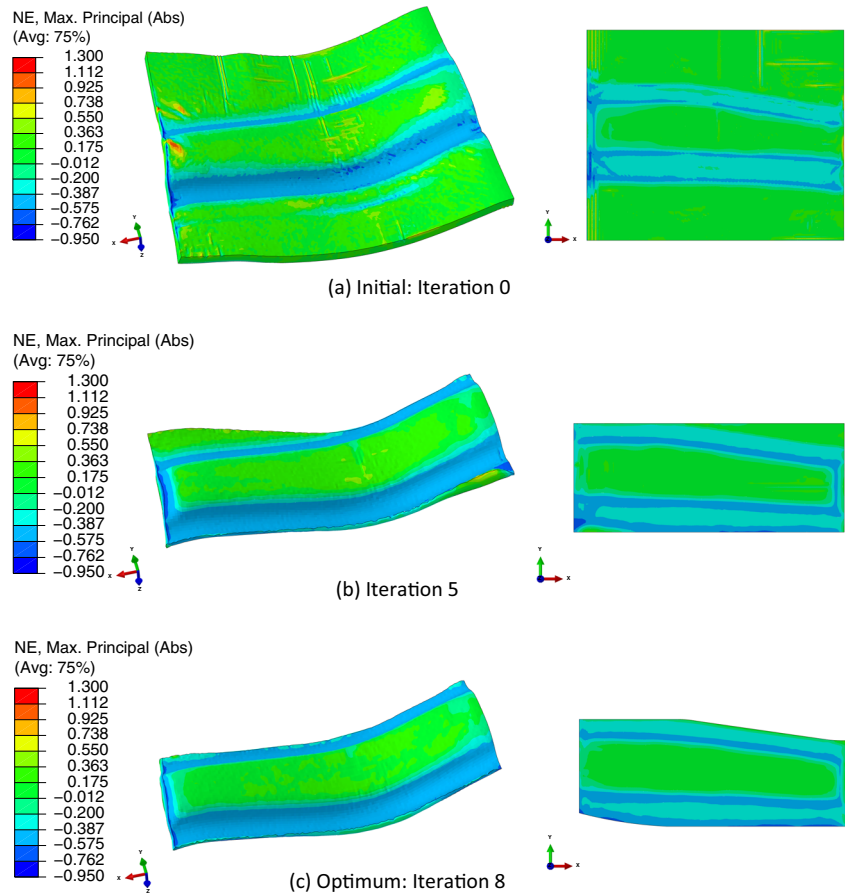 NE, Max. Principal (Abs)
(Avg: 75%)
1.300
1.112
0.925
0.738
0.550
0.363
0.175
−0.012
−0.200
−0.387
−0.575
−0.762
−0.950
Y
X
Z
Y
X
(a) Initial: Iteration 0
NE, Max. Principal (Abs)
(Avg: 75%)
1.300
1.112
0.925
0.738
0.550
0.363
0.175
−0.012
−0.200
−0.387
−0.575
−0.762
−0.950
Y
X
Z
Y
X
(b) Iteration 5
NE, Max. Principal (Abs)
(Avg: 75%)
1.300
1.112
0.925
0.738
0.550
0.363
0.175
−0.012
−0.200
−0.387
−0.575
−0.762
−0.950
Y
X
Z
Y
X
(c) Optimum: Iteration 8